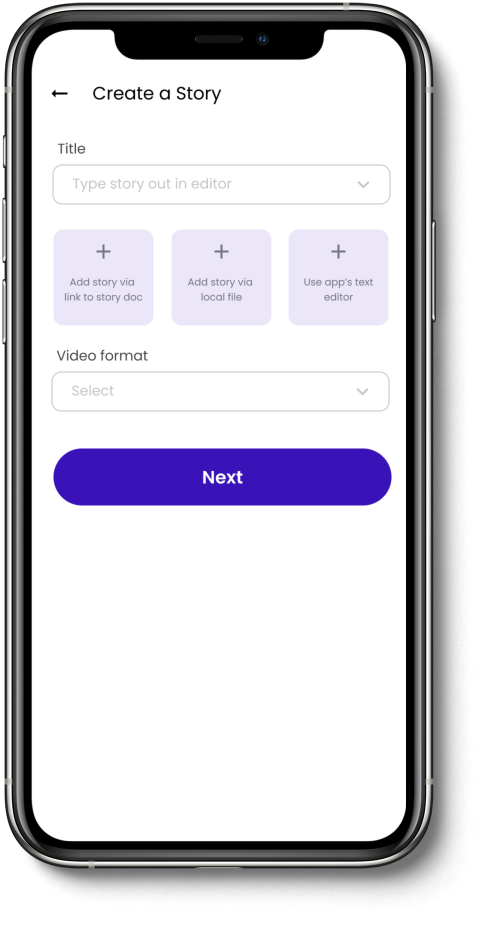 Create a Story
Title
Type story out in editor
Add story via
link to story doc
Add story via
local file
Use app's text
editor
Video format
Select
Next